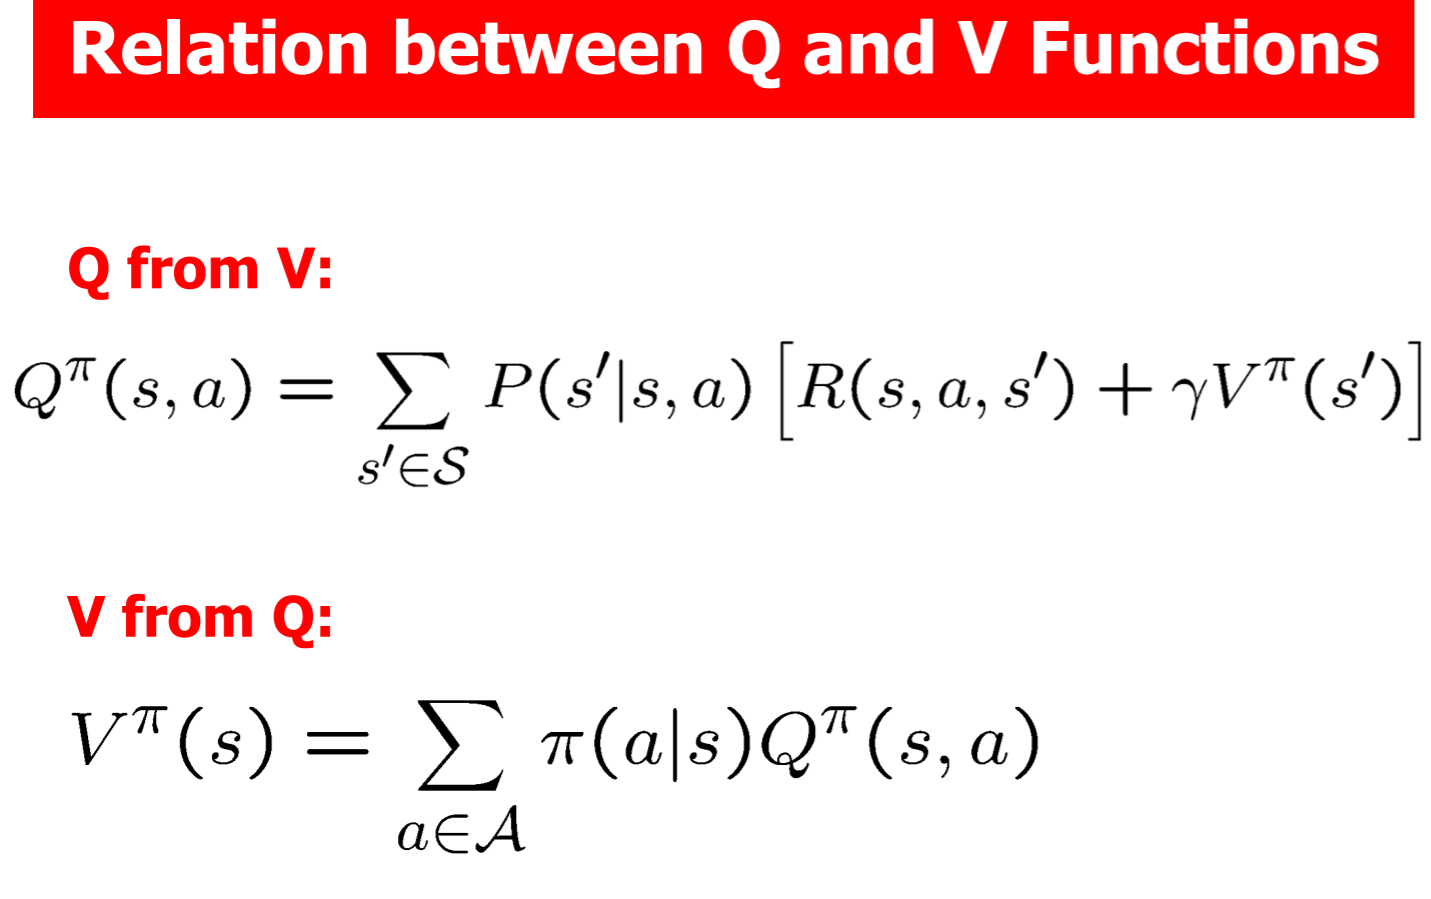 Relation between Q and V Functions
Q from V:
$Q^{\pi}(s, a) = \sum_{s' \in \mathcal{S}} P(s'|s, a) \left[ R(s, a, s') + \gamma V^{\pi}(s') \right]$
V from Q:
$V^{\pi}(s) = \sum_{a \in \mathcal{A}} \pi(a|s) Q^{\pi}(s, a)$